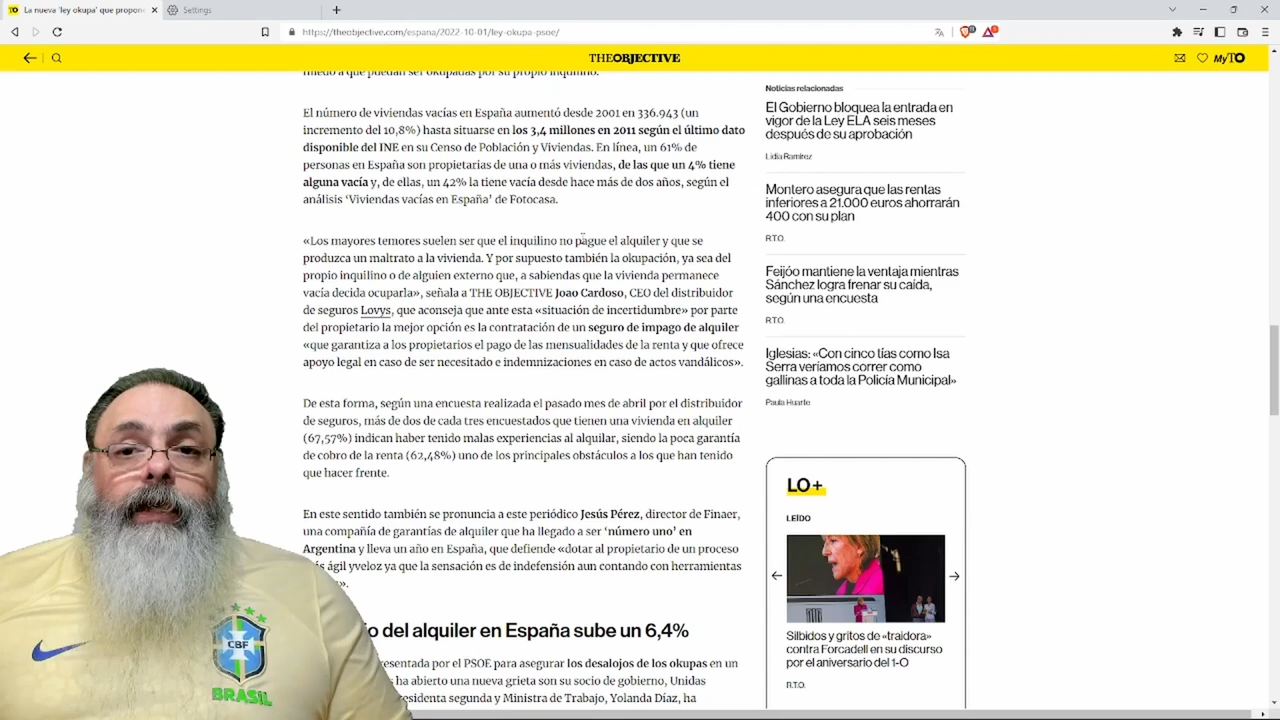 La nueva 'ley okupa' que propon
Settings
https://theobjective.com/espana/2022-10-01/ley-okupa-psoe/
THEOBJECTIVE
MyTO
miedo a que puedan ser okupadas por su propio inquilino.
El número de viviendas vacías en España aumentó desde 2001 en 336.943 (un
incremento del 10,8%) hasta situarse en los 3,4 millones en 2011 según el último dato
disponible del INE en su Censo de Población y Viviendas. En línea, un 61% de
personas en España son propietarias de una o más viviendas, de las que un 4% tiene
alguna vacía y, de ellas, un 42% la tiene vacía desde hace más de dos años, según el
análisis 'Viviendas vacías en España' de Fotocasa.
«Los mayores temores suelen ser que el inquilino no pague el alquiler y que se
produzca un maltrato a la vivienda. Y por supuesto también la okupación, ya sea del
propio inquilino o de alguien externo que, a sabiendas que la vivienda permanece
vacía decida ocuparla», señala a THE OBJECTIVE Joao Cardoso, CEO del distribuidor
de seguros Lovys, que aconseja que ante esta «situación de incertidumbre» por parte
del propietario la mejor opción es la contratación de un seguro de impago de alquiler
«que garantiza a los propietarios el pago de las mensualidades de la renta y que ofrece
apoyo legal en caso de ser necesitado e indemnizaciones en caso de actos vandálicos».
De esta forma, según una encuesta realizada el pasado mes de abril por el distribuidor
de seguros, más de dos de cada tres encuestados que tienen una vivienda en alquiler
(67,57%) indican haber tenido malas experiencias al alquilar, siendo la poca garantía
de cobro de la renta (62,48%) uno de los principales obstáculos a los que han tenido
que hacer frente.
En este sentido también se pronuncia a este periódico Jesús Pérez, director de Finaer,
una compañía de garantías de alquiler que ha llegado a ser 'número uno' en
Argentina y lleva un año en España, que defiende «dotar al propietario de un proceso
ágil yveloz ya que la sensación es de indefensión aun contando con herramientas
».
del alquiler en España sube un 6,4%
presentada por el PSOE para asegurar los desalojos de los okupas en un
ha abierto una nueva grieta son su socio de gobierno, Unidas
presidenta segunda y Ministra de Trabajo, Yolanda Díaz, ha
Noticias relacionadas
El Gobierno bloquea la entrada en
vigor de la Ley ELA seis meses
después de su aprobación
Lidia Ramírez
Montero asegura que las rentas
inferiores a 21.000 euros ahorrarán
400 con su plan
R.T.O.
Feijóo mantiene la ventaja mientras
Sánchez logra frenar su caída,
según una encuesta
R.T.O.
Iglesias: «Con cinco tías como Isa
Serra veríamos correr como
gallinas a toda la Policía Municipal»
Paula Huarte
LO+
LEÍDO
Silbidos y gritos de «traidora»
contra Forcadell en su discurso
por el aniversario del 1-O
R.T.O.
CBF
BRASIL